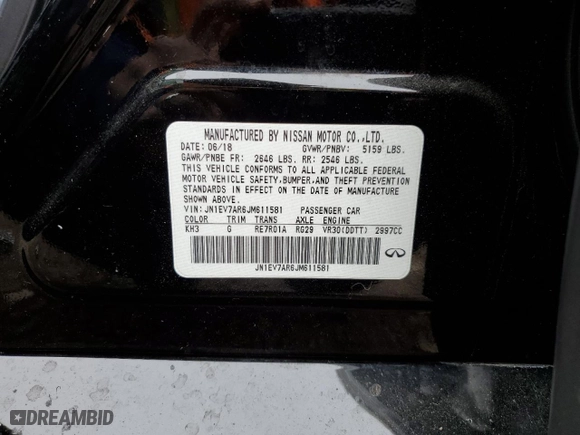 MANUFACTURED BY NISSAN MOTOR CO.,LTD.
DATE: 06/18 GVWR/PNBV: 5159 LBS.
GAWR/PNBE FR: 2646 LBS. RR: 2546 LBS.
THIS VEHICLE CONFORMS TO ALL APPLICABLE FEDERAL
MOTOR VEHICLE SAFETY,BUMPER,AND THEFT PREVENTION
STANDARDS IN EFFECT ON THE DATE OF MANUFACTURE
SHOWN ABOVE.
VIN: JN1EV7AR6JM611581 PASSENGER CAR
COLOR TRIM TRANS AXLE ENGINE
KH3 G RE7R01A RG29 VR30(DDTT) 2997CC
JN1EV7AR6JM611581
INFINITI
DREAMBID